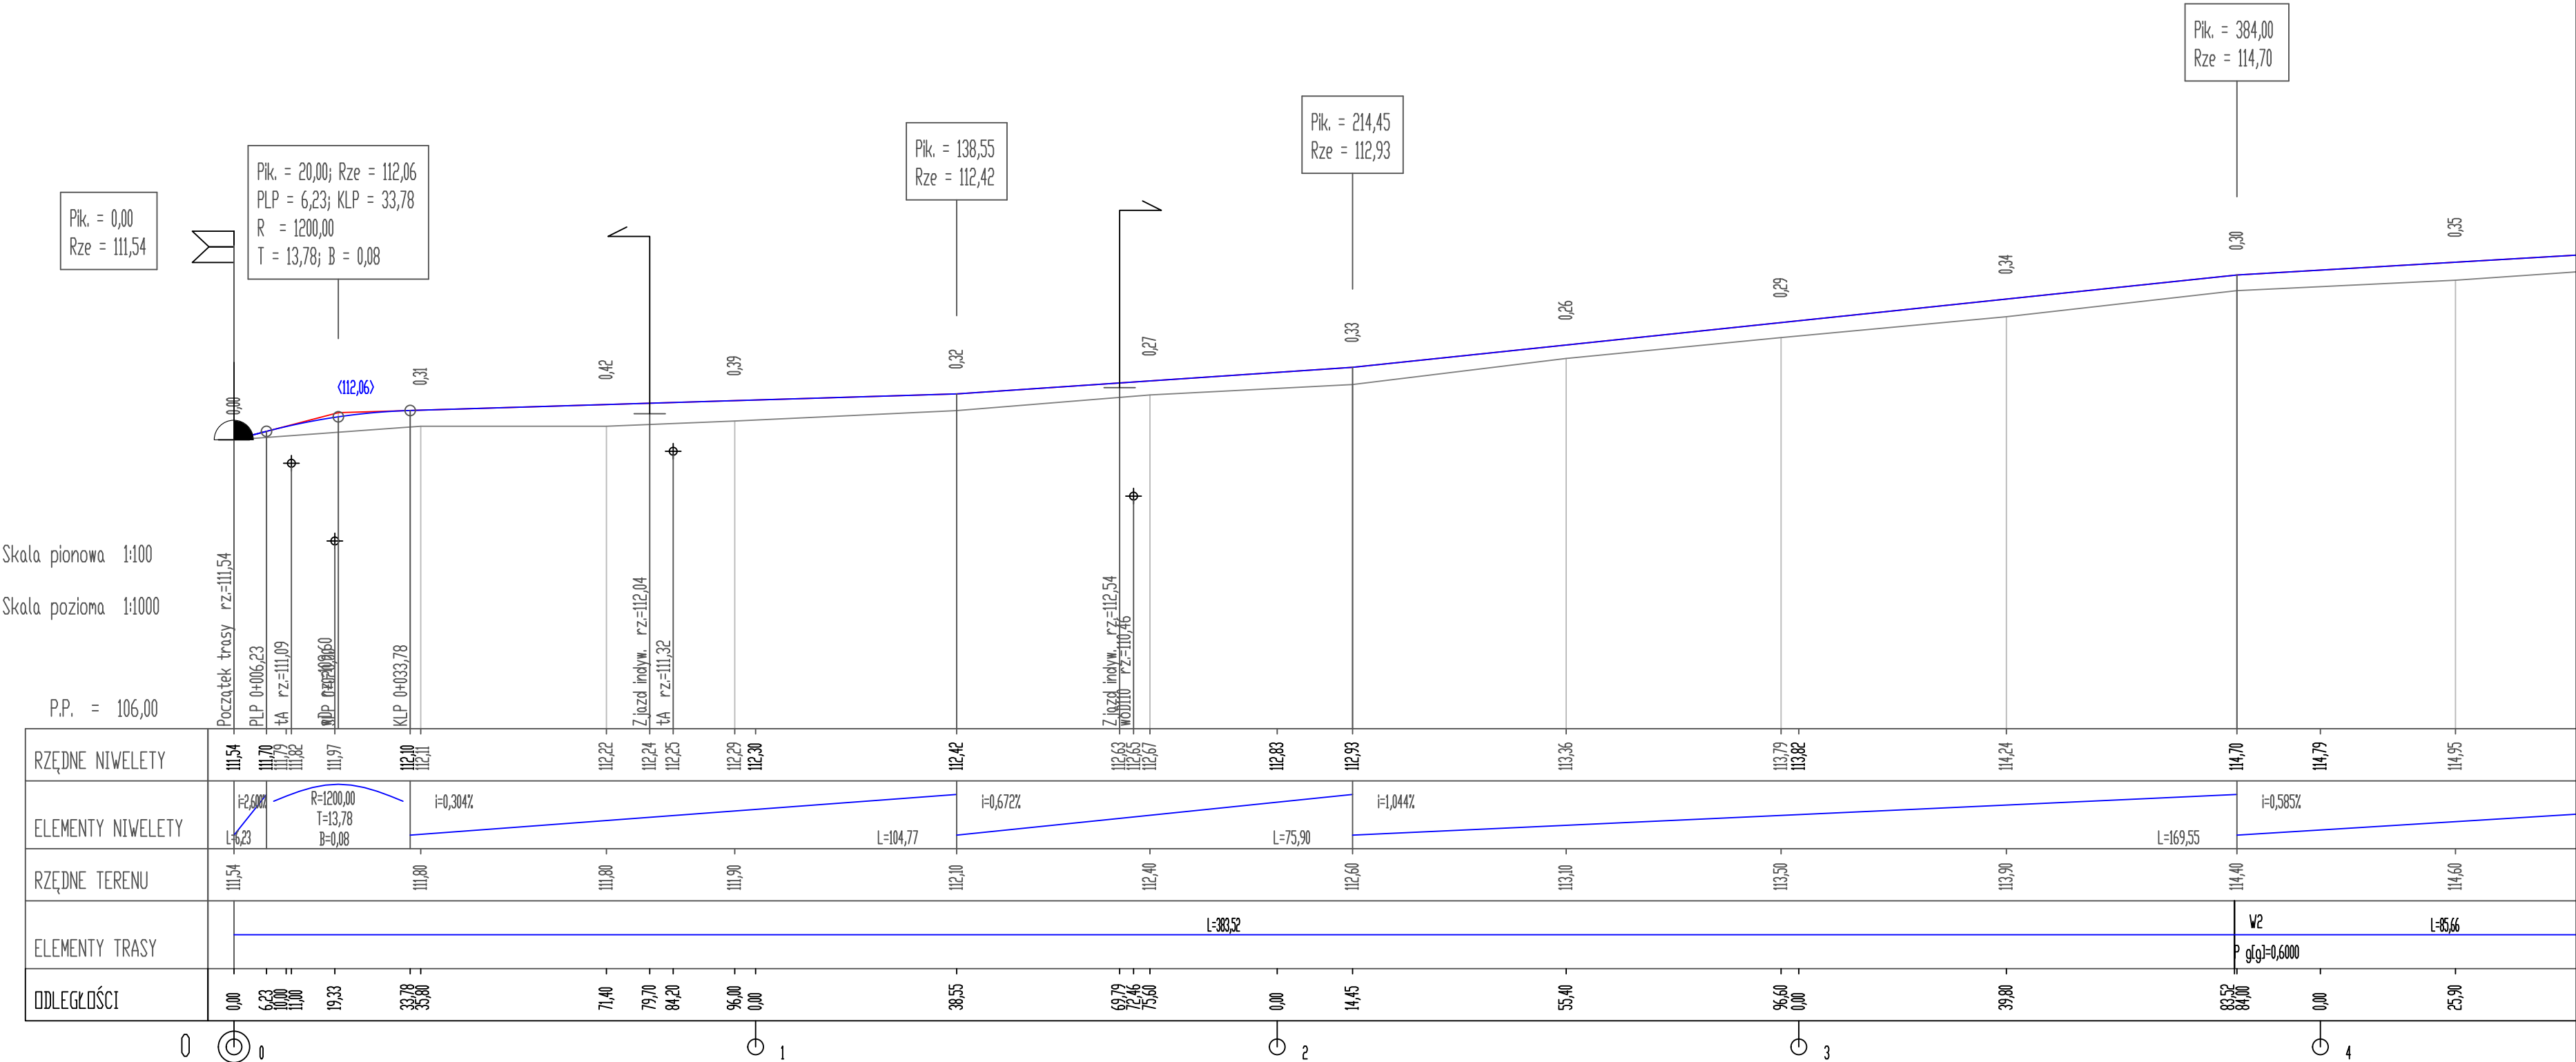 Pik. = 384,00
Rze = 114,70
Pik. = 214,45
Rze = 112,93
Pik. = 138,55
Rze = 112,42
Pik. = 20,00; Rze = 112,06
PLP = 6,23; KLP = 33,78
R = 1200,00
T = 13,78; B = 0,08
Pik. = 0,00
Rze = 111,54
0,00
<112,06>
0,31
0,42
0,39
0,32
0,27
0,33
0,26
0,29
0,34
0,30
0,35
Skala pionowa 1:100
Skala pozioma 1:1000
P.P. = 106,00
Początek trasy rz.=111,54
PLP 0+006,23
tA rz.=111,09
KLP 0+033,78
Zjazd indyw. rz.=112,04
tA rz.=111,32
Zjazd indyw. rz.=112,54
woD110 rz.=110,46
RZĘDNE NIWELETY
111,54
111,70
111,79
111,82
111,97
112,10
112,11
112,22
112,24
112,25
112,29
112,30
112,42
112,63
112,65
112,67
112,83
112,93
113,36
113,79
113,82
114,24
114,70
114,79
114,95
ELEMENTY NIWELETY
i=2,608%
L=6,23
R=1200,00
T=13,78
B=0,08
i=0,304%
L=104,77
i=0,672%
L=75,90
i=1,044%
L=169,55
i=0,585%
RZĘDNE TERENU
111,54
111,80
111,80
111,90
112,10
112,40
112,60
113,10
113,50
113,90
114,40
114,60
ELEMENTY TRASY
L=383,52
W2
P g[g]=0,6000
L=85,66
ODLEGŁOŚCI
0,00
6,23
10,00
11,00
19,33
33,78
35,80
71,40
79,70
84,20
96,00
0,00
38,55
69,79
72,46
75,60
0,00
14,45
55,40
96,60
0,00
39,80
83,52
84,00
0,00
25,90
0
0
1
2
3
4